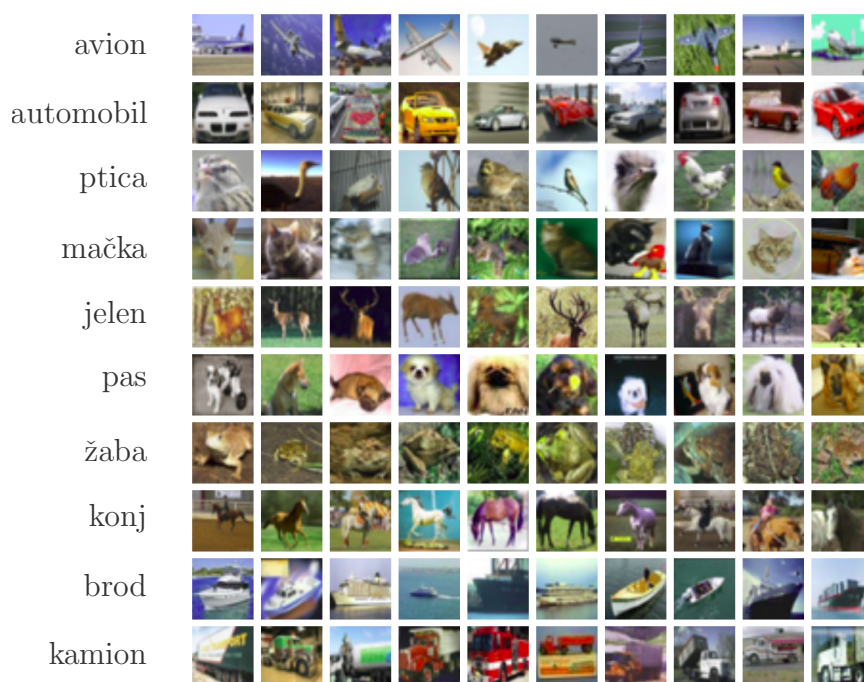 avion
automobil
ptica
mačka
jelen
pas
žaba
konj
brod
kamion